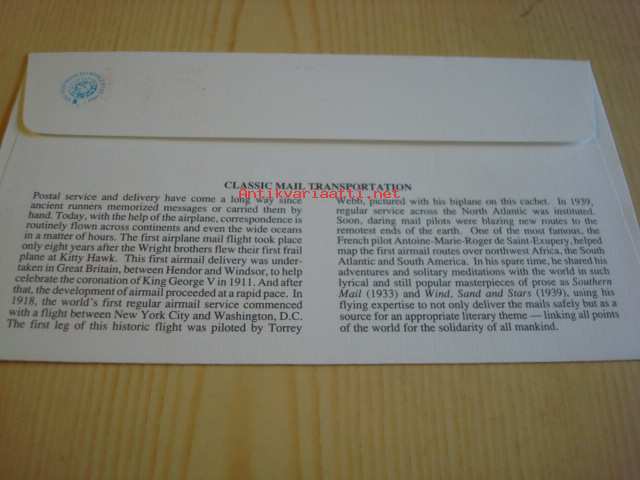 CLASSIC MAIL TRANSPORTATION
Antikvariaatti.net
Postal service and delivery have come a long way since
ancient runners memorized messages or carried them by
hand. Today, with the help of the airplane, correspondence is
routinely flown across continents and even the wide oceans
in a matter of hours. The first airplane mail flight took place
only eight years after the Wright brothers flew their first frail
plane at Kitty Hawk. This first airmail delivery was under-
taken in Great Britain, between Hendor and Windsor, to help
celebrate the coronation of King George V in 1911. And after
that, the development of airmail proceeded at a rapid pace. In
1918, the world's first regular airmail service commenced
with a flight between New York City and Washington, D.C.
The first leg of this historic flight was piloted by Torrey
Webb, pictured with his biplane on this cachet. In 1939,
regular service across the North Atlantic was instituted.
Soon, daring mail pilots were blazing new routes to the
remotest ends of the earth. One of the most famous, the
French pilot Antoine-Marie-Roger de Saint-Exupery, helped
map the first airmail routes over northwest Africa, the South
Atlantic and South America. In his spare time, he shared his
adventures and solitary meditations with the world in such
lyrical and still popular masterpieces of prose as Southern
Mail (1933) and Wind, Sand and Stars (1939), using his
flying expertise to not only deliver the mails safely but as a
source for an appropriate literary theme — linking all points
of the world for the solidarity of all mankind.